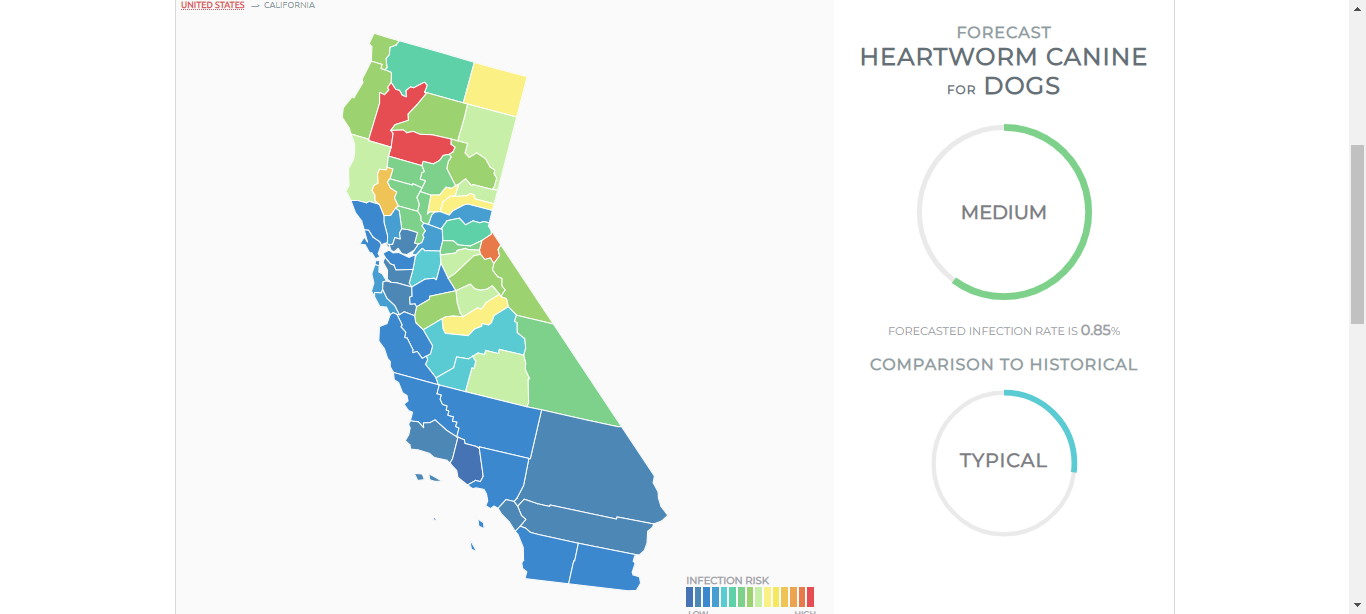 UNITED STATES → CALIFORNIA
FORECAST
HEARTWORM CANINE
FOR DOGS
MEDIUM
FORECASTED INFECTION RATE IS 0.85%
COMPARISON TO HISTORICAL
TYPICAL
INFECTION RISK
LOW HIGH